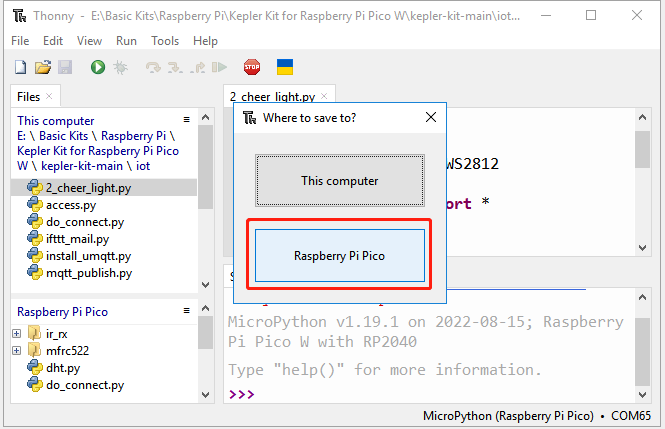 Thonny - E:\Basic Kits\Raspberry Pi\Kepler Kit for Raspberry Pi Pico W\kepler-kit-main\iot...
File Edit View Run Tools Help
STOP
Files
This computer
E: \ Basic Kits \ Raspberry Pi \
Kepler Kit for Raspberry Pi Pico
W \ kepler-kit-main \ iot
2_cheer_light.py
access.py
do_connect.py
ifttt_mail.py
install_umqtt.py
mqtt_publish.py
Raspberry Pi Pico
ir_rx
mfrc522
dht.py
do_connect.py
2_cheer_light.py
WS2812
ort *
Where to save to?
This computer
Raspberry Pi Pico
S
MicroPython v1.19.1 on 2022-08-15; Raspberry
Pi Pico W with RP2040
Type "help()" for more information.
>>>
MicroPython (Raspberry Pi Pico) • COM65